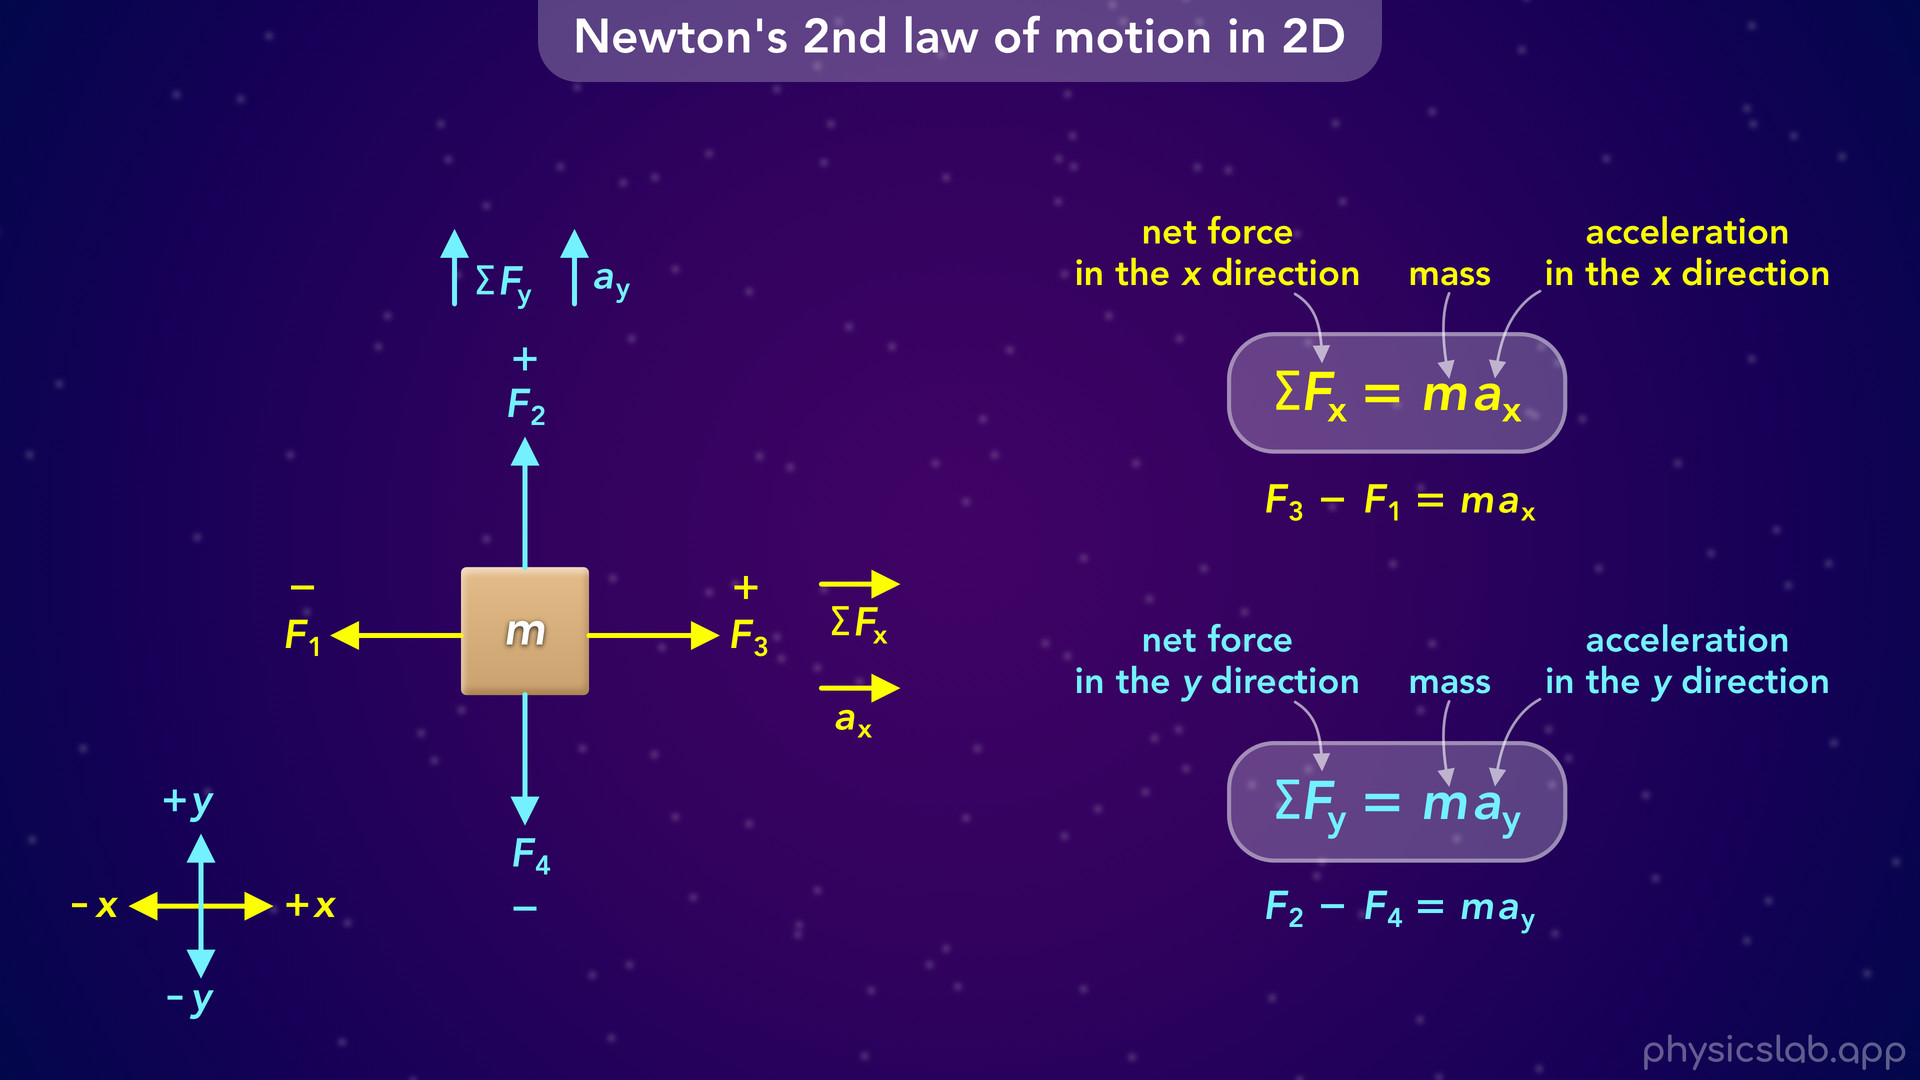 Newton's 2nd law of motion in 2D
ΣFy
ay
+
F2
−
F1
m
+
F3
ΣFx
ax
F4
−
+y
−x
+x
−y
net force
in the x direction
mass
acceleration
in the x direction
ΣFx = max
F3 − F1 = max
net force
in the y direction
mass
acceleration
in the y direction
ΣFy = may
F2 − F4 = may
physicslab.app